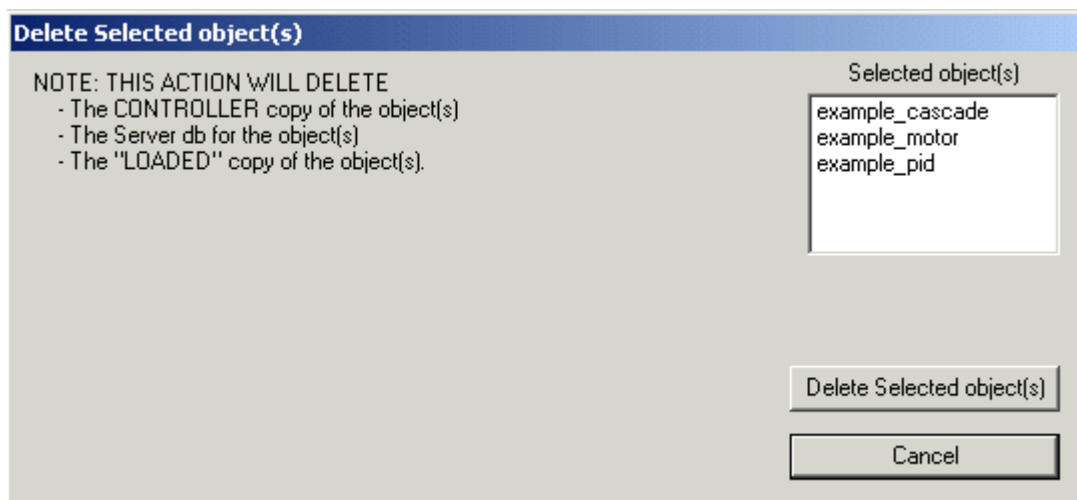 Delete Selected object(s)
NOTE: THIS ACTION WILL DELETE
- The CONTROLLER copy of the object(s)
- The Server db for the object(s)
- The "LOADED" copy of the object(s).
Selected object(s)
example_cascade
example_motor
example_pid
Delete Selected object(s)
Cancel